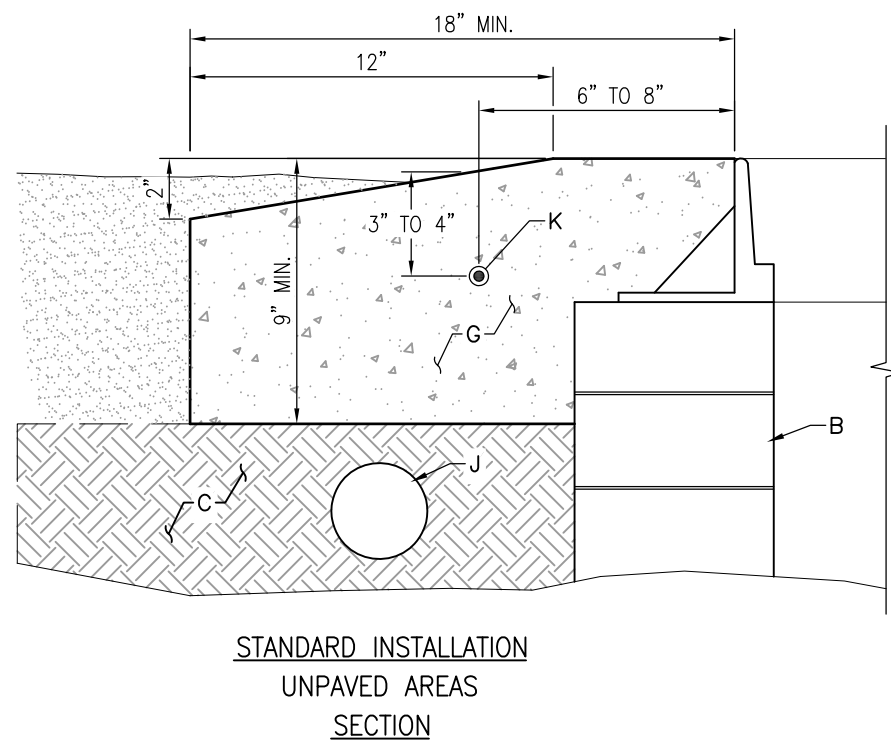 18” MIN.
12”
6” TO 8”
2”
3” TO 4”
K
9” MIN.
G
B
J
C
STANDARD INSTALLATION
UNPAVED AREAS
SECTION